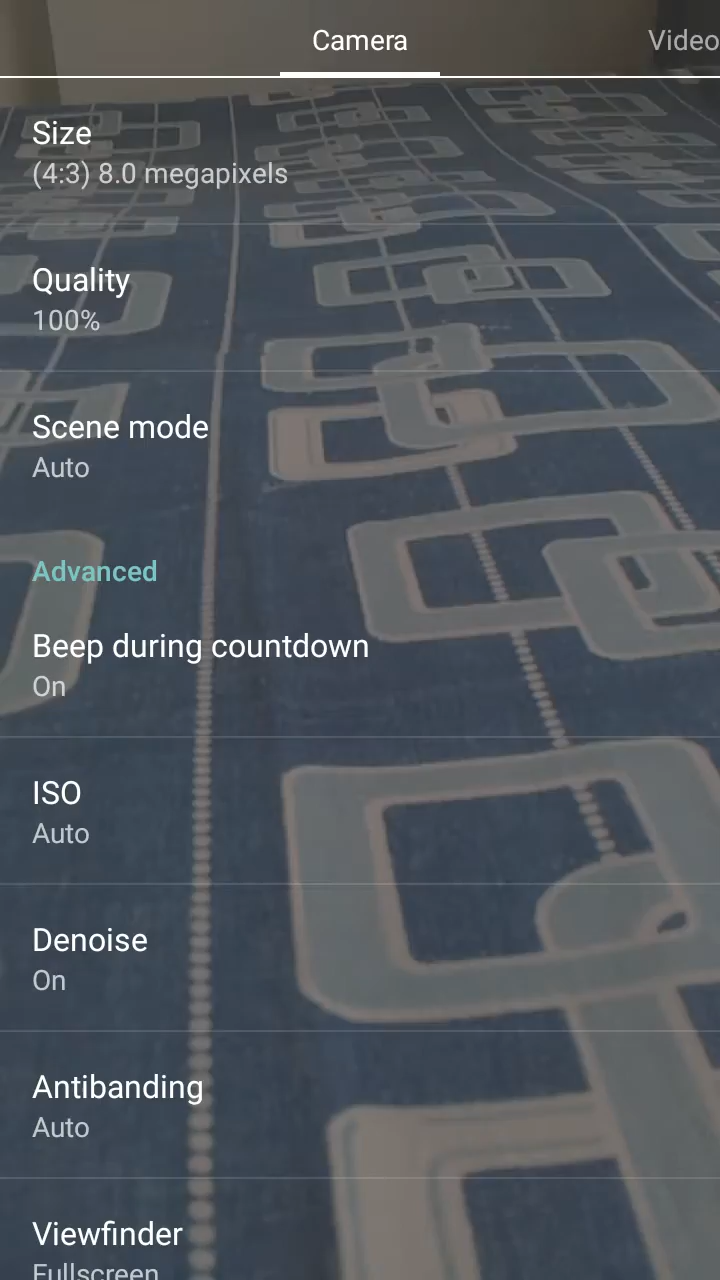 Camera
Video
Size
(4:3) 8.0 megapixels
Quality
100%
Scene mode
Auto
Advanced
Beep during countdown
On
ISO
Auto
Denoise
On
Antibanding
Auto
Viewfinder
Fullscreen